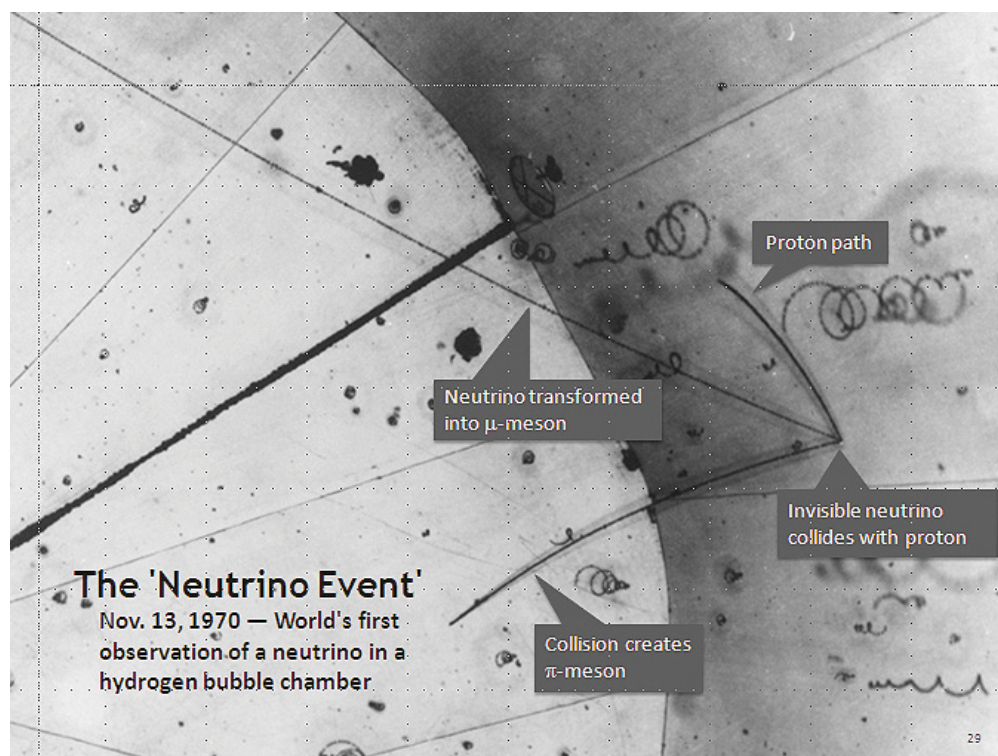 Proton path
Neutrino transformed
into μ-meson
Invisible neutrino
collides with proton
The 'Neutrino Event'
Nov. 13, 1970 — World's first
observation of a neutrino in a
hydrogen bubble chamber
Collision creates
π-meson
29